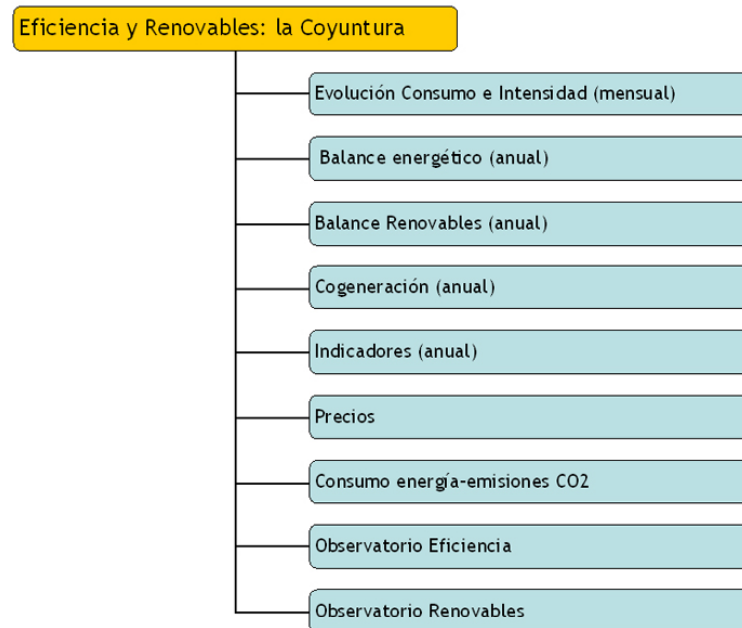 Eficiencia y Renovables: la Coyuntura
Evolución Consumo e Intensidad (mensual)
Balance energético (anual)
Balance Renovables (anual)
Cogeneración (anual)
Indicadores (anual)
Precios
Consumo energía-emisiones CO2
Observatorio Eficiencia
Observatorio Renovables